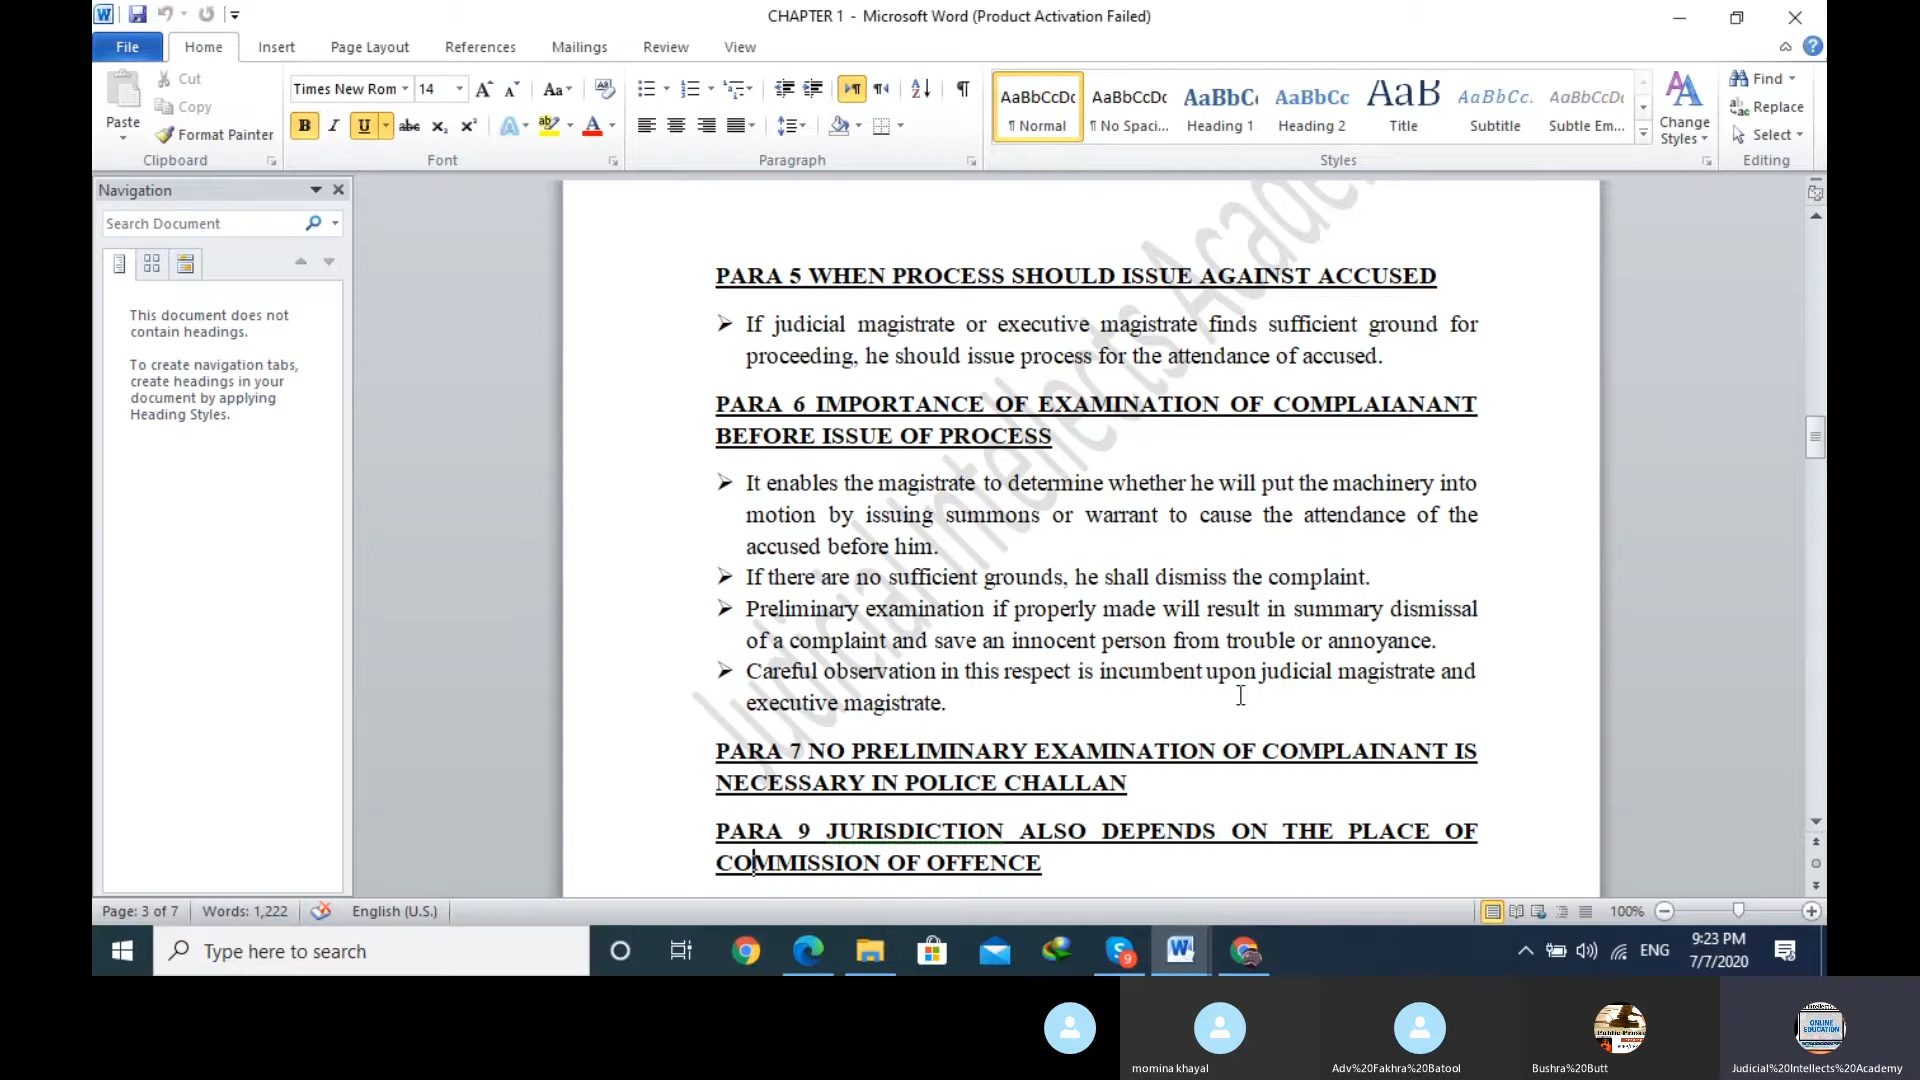 CHAPTER 1 - Microsoft Word (Product Activation Failed)
File Home Insert Page Layout References Mailings Review View
Paste
Cut
Copy
Format Painter
Clipboard
Times New Rom 14
Font
Paragraph
AaBbCcDc AaBbCcDc AaBbC AaBbCc AaB AaBbCc. AaBbCcDc
¶ Normal ¶ No Spaci... Heading 1 Heading 2 Title Subtitle Subtle Em...
Styles
Change
Styles
Find
Replace
Select
Editing
Navigation
Search Document
This document does not
contain headings.
To create navigation tabs,
create headings in your
document by applying
Heading Styles.
Judicial Intellects Acade
PARA 5 WHEN PROCESS SHOULD ISSUE AGAINST ACCUSED
➢ If judicial magistrate or executive magistrate finds sufficient ground for
proceeding, he should issue process for the attendance of accused.
PARA 6 IMPORTANCE OF EXAMINATION OF COMPLAIANANT
BEFORE ISSUE OF PROCESS
➢ It enables the magistrate to determine whether he will put the machinery into
motion by issuing summons or warrant to cause the attendance of the
accused before him.
➢ If there are no sufficient grounds, he shall dismiss the complaint.
➢ Preliminary examination if properly made will result in summary dismissal
of a complaint and save an innocent person from trouble or annoyance.
➢ Careful observation in this respect is incumbent upon judicial magistrate and
executive magistrate.
PARA 7 NO PRELIMINARY EXAMINATION OF COMPLAINANT IS
NECESSARY IN POLICE CHALLAN
PARA 9 JURISDICTION ALSO DEPENDS ON THE PLACE OF
COMMISSION OF OFFENCE
Page: 3 of 7 Words: 1,222 English (U.S.) 100%
Type here to search
9
ENG
9:23 PM
7/7/2020
ONLINE
EDUCATION
momina khayal Adv%20Fakhra%20Batool Bushra%20Butt Judicial%20Intellects%20Academy